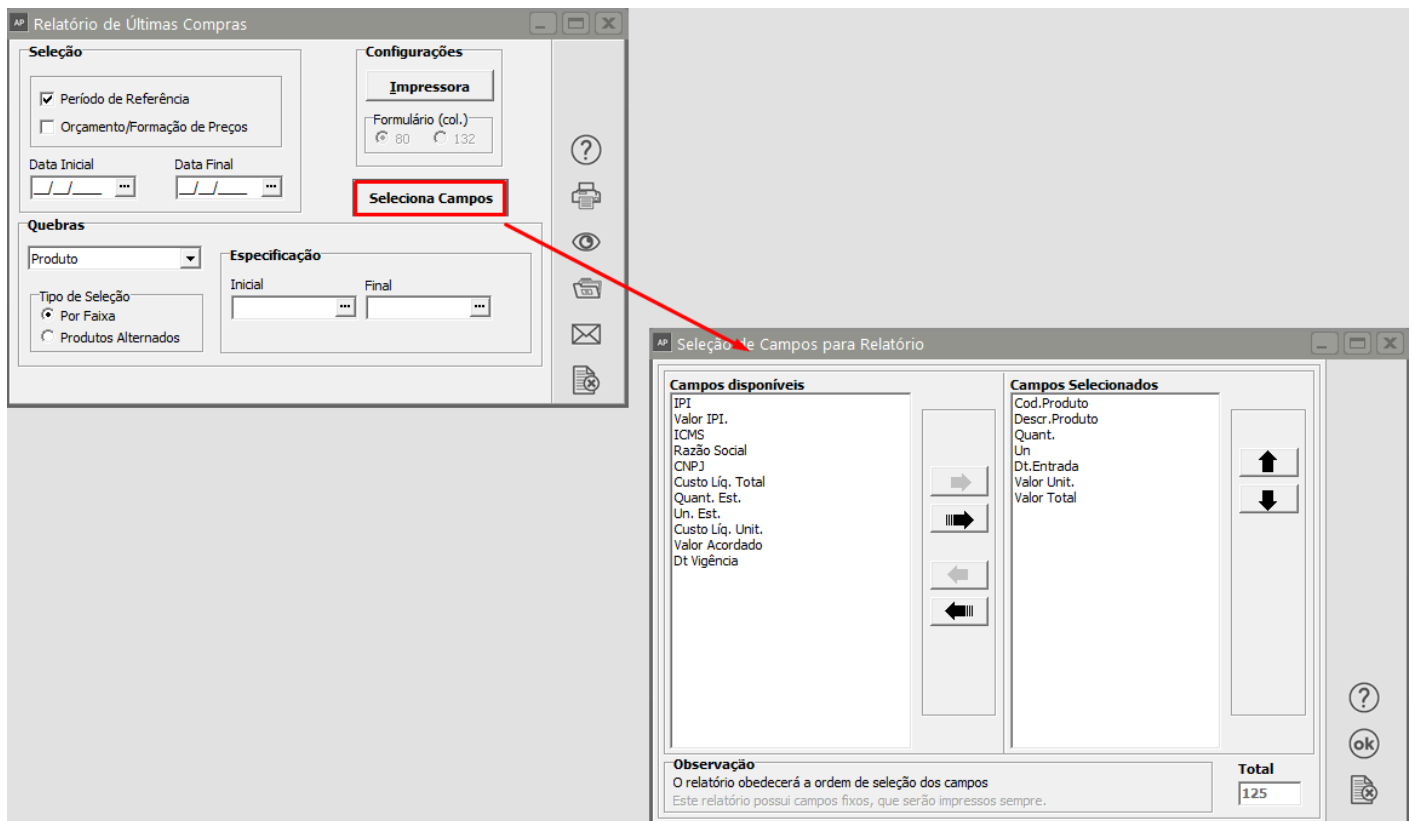 AP Relatório de Últimas Compras
Seleção
Período de Referência
Orçamento/Formação de Preços
Data Inicial
Data Final
__/__/____ ...
__/__/____ ...
Configurações
Impressora
Formulário (col.)
80
132
Seleciona Campos
Quebras
Produto
Tipo de Seleção
Por Faixa
Produtos Alternados
Especificação
Inicial
Final
...
...
?
AP Seleção de Campos para Relatório
Campos disponíveis
IPI
Valor IPI.
ICMS
Razão Social
CNPJ
Custo Líq. Total
Quant. Est.
Un. Est.
Custo Líq. Unit.
Valor Acordado
Dt Vigência
Campos Selecionados
Cod.Produto
Descr.Produto
Quant.
Un
Dt.Entrada
Valor Unit.
Valor Total
Observação
O relatório obedecerá a ordem de seleção dos campos
Este relatório possui campos fixos, que serão impressos sempre.
Total
125
?
ok